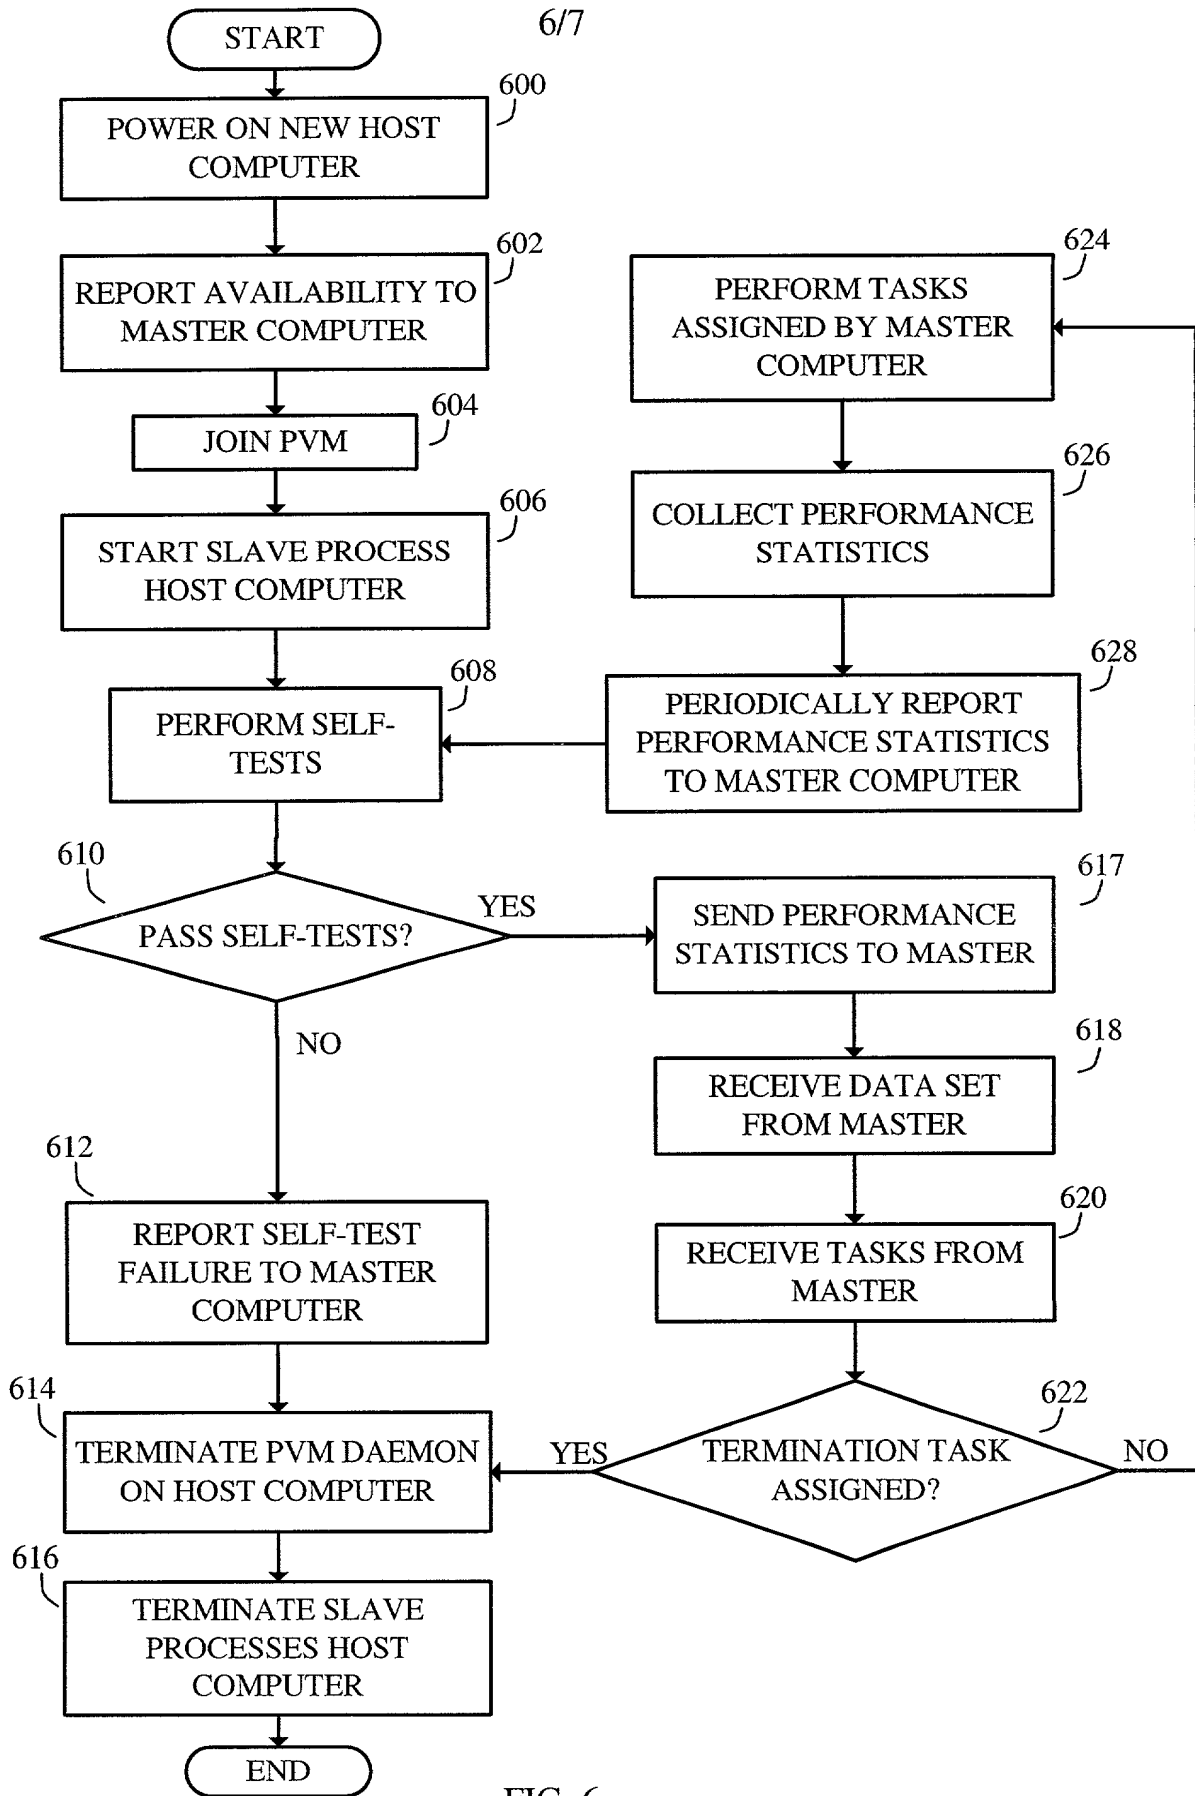 6/7
START
600
POWER ON NEW HOST
COMPUTER
602
REPORT AVAILABILITY TO
MASTER COMPUTER
604
JOIN PVM
606
START SLAVE PROCESS
HOST COMPUTER
608
PERFORM SELF-
TESTS
610
PASS SELF-TESTS?
YES
NO
612
REPORT SELF-TEST
FAILURE TO MASTER
COMPUTER
614
TERMINATE PVM DAEMON
ON HOST COMPUTER
616
TERMINATE SLAVE
PROCESSES HOST
COMPUTER
END
624
PERFORM TASKS
ASSIGNED BY MASTER
COMPUTER
626
COLLECT PERFORMANCE
STATISTICS
628
PERIODICALLY REPORT
PERFORMANCE STATISTICS
TO MASTER COMPUTER
617
SEND PERFORMANCE
STATISTICS TO MASTER
618
RECEIVE DATA SET
FROM MASTER
620
RECEIVE TASKS FROM
MASTER
622
TERMINATION TASK
ASSIGNED?
YES
NO
FIG. 6